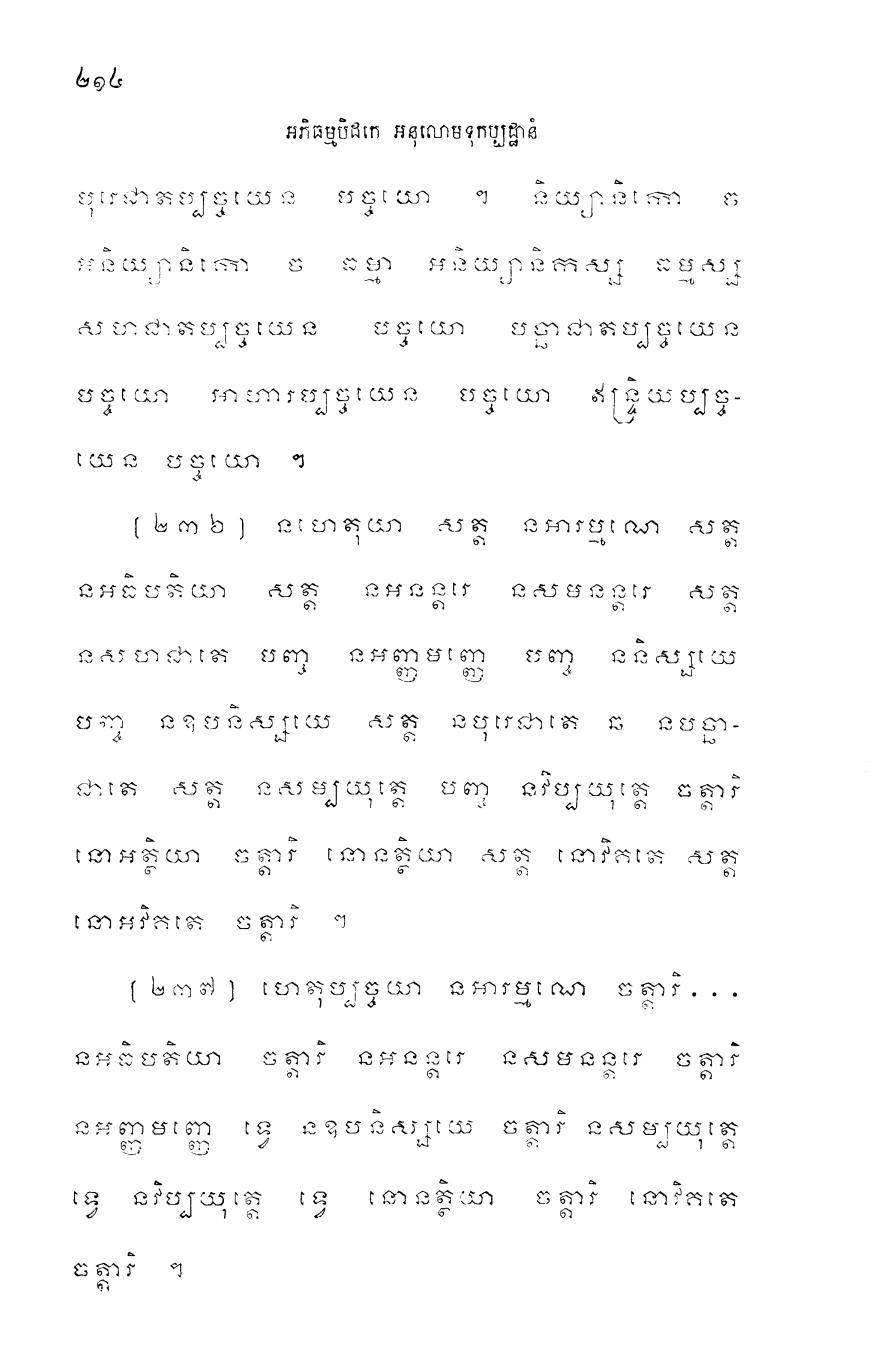 ២១៤
អភិធម្មបិដកេ អនុលោមទុកប្បដ្ឋានំ
បុរេជាតប្បច្ចយេន បច្ចយោ ។ និយ្យានិកោ ច
អនិយ្យានិកោ ច ធម្មា អនិយ្យានិកស្ស ធម្មស្ស
សហជាតប្បច្ចយេន បច្ចយោ បច្ឆាជាតប្បច្ចយេន
បច្ចយោ អាហារប្បច្ចយេន បច្ចយោ ឥន្ទ្រិយប្បច្ច-
យេន បច្ចយោ ។
[២៣៦] នហេតុយា សត្ត នអារម្មណេ សត្ត
នអធិបតិយា សត្ត នអនន្តរេ នសមនន្តរេ សត្ត
នសហជាតេ បញ្ច នអញ្ញមញ្ញេ បញ្ច ននិស្សយេ
បញ្ច នឧបនិស្សយេ សត្ត នបុរេជាតេ ឆ នបច្ឆា-
ជាតេ សត្ត នសម្បយុត្តេ បញ្ច នវិប្បយុត្តេ ចត្តារិ
នោអត្ថិយា ចត្តារិ នោនត្ថិយា សត្ត នោវិគតេ សត្ត
នោអវិគតេ ចត្តារិ ។
[២៣៧] ហេតុប្បច្ចយា នអារម្មណេ ចត្តារិ...
នអធិបតិយា ចត្តារិ នអនន្តរេ នសមនន្តរេ ចត្តារិ
នអញ្ញមញ្ញេ ទ្វេ នឧបនិស្សយេ ចត្តារិ នសម្បយុត្តេ
ទ្វេ នវិប្បយុត្តេ ទ្វេ នោនត្ថិយា ចត្តារិ នោវិគតេ
ចត្តារិ ។